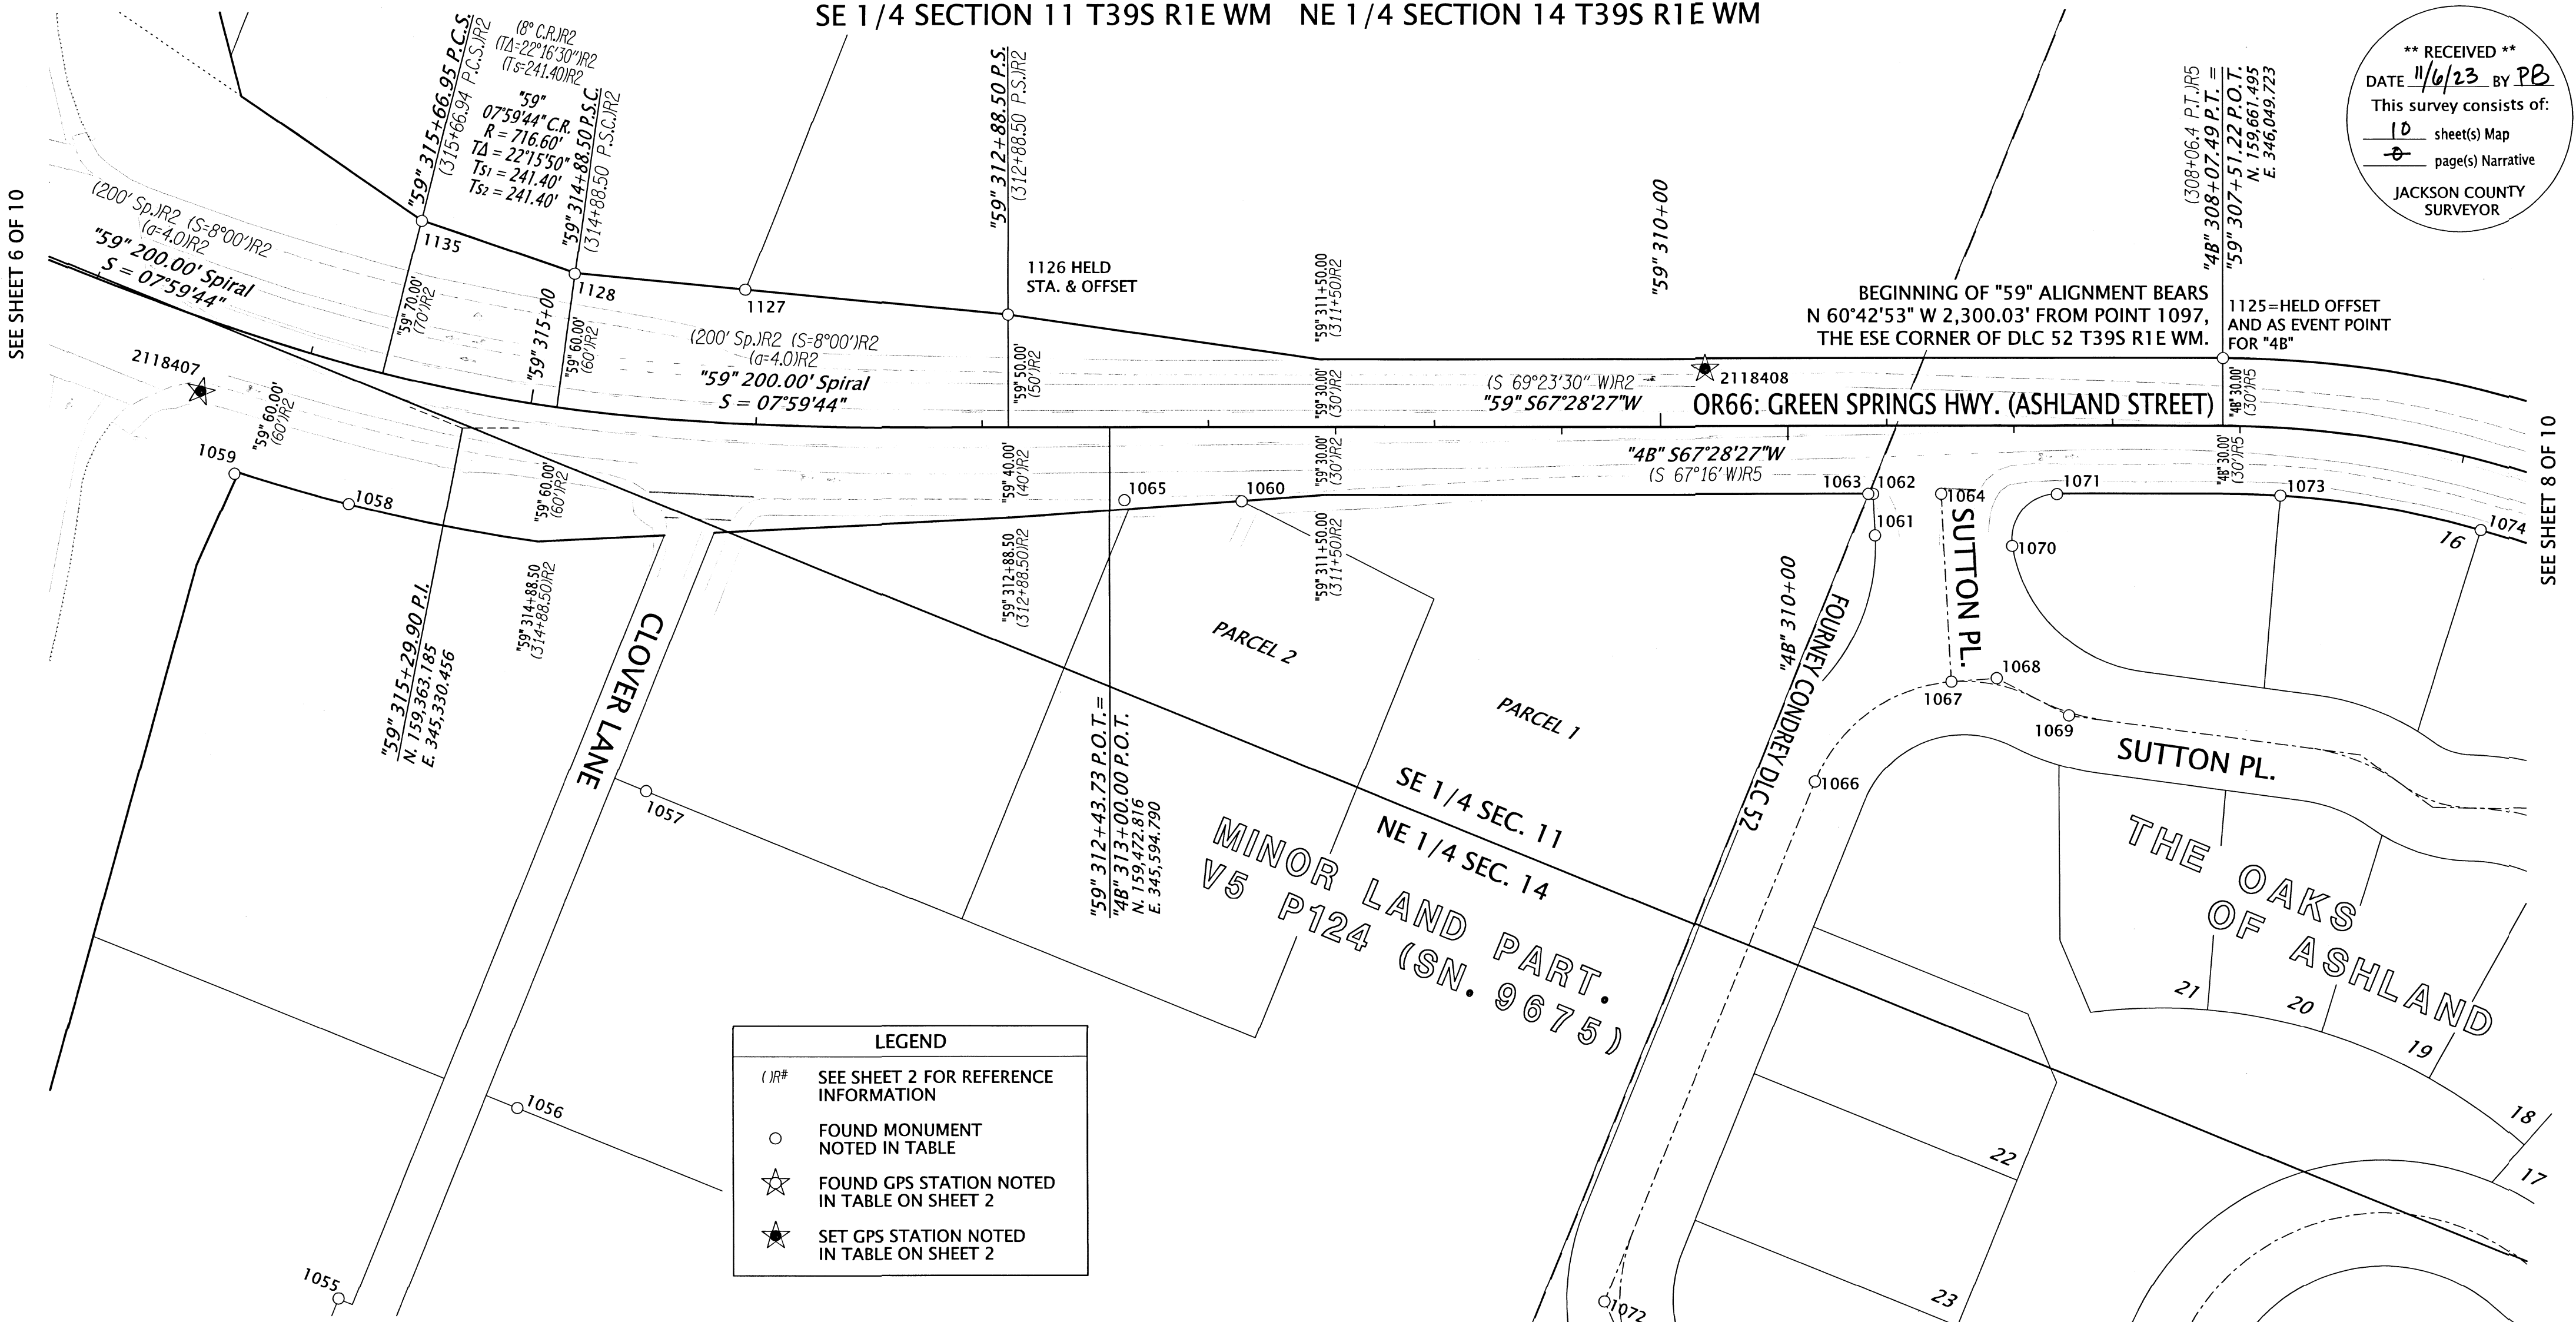 SE 1/4 SECTION 11 T39S R1E WM NE 1/4 SECTION 14 T39S R1E WM
** RECEIVED **
DATE 11/6/23 BY PB
This survey consists of:
10 sheet(s) Map
0 page(s) Narrative
JACKSON COUNTY
SURVEYOR
SEE SHEET 6 OF 10
SEE SHEET 8 OF 10
"59" 315+66.95 P.C.S.
(315+66.94 P.C.S.)R2
(8° C.R.)R2
(TΔ=22°16'30")R2
(Ts=241.40)R2
"59"
07°59'44" C.R.
R = 716.60'
TΔ = 22°15'50"
Ts1 = 241.40'
Ts2 = 241.40'
"59" 314+88.50 P.S.C.
(314+88.50 P.S.C.)R2
"59" 312+88.50 P.S.
(312+88.50 P.S.)R2
1126 HELD
STA. & OFFSET
"59" 311+50.00
(311+50)R2
"59" 310+00
(308+06.4 P.T.)R5
"4B" 308+07.49 P.T. =
"59" 307+51.22 P.O.T.
N. 159,661.495
E. 346,049.723
BEGINNING OF "59" ALIGNMENT BEARS
N 60°42'53" W 2,300.03' FROM POINT 1097,
THE ESE CORNER OF DLC 52 T39S R1E WM.
1125=HELD OFFSET
AND AS EVENT POINT
FOR "4B"
(200' Sp.)R2 (S=8°00')R2
(a=4.0)R2
"59" 200.00' Spiral
S = 07°59'44"
1135
1128
1127
"59" 70.00'
(70')R2
"59" 315+00
"59" 60.00'
(60')R2
(200' Sp.)R2 (S=8°00')R2
(a=4.0)R2
"59" 200.00' Spiral
S = 07°59'44"
"59" 50.00'
(50')R2
"59" 30.00'
(30')R2
(S 69°23'30" W)R2
"59" S67°28'27"W
2118408
OR66: GREEN SPRINGS HWY. (ASHLAND STREET)
"4B" 30.00'
(30')R5
2118407
"59" 60.00'
(60')R2
1059
1058
"59" 60.00'
(60')R2
"59" 40.00'
(40')R2
1065
1060
"59" 30.00'
(30')R2
"4B" S67°28'27"W
(S 67°16' W)R5
1063
1062
1061
1064
1071
"4B" 30.00'
(30')R5
1073
1074
16
1070
"59" 315+29.90 P.I.
N. 159,363.185
E. 345,330.456
"59" 314+88.50
(314+88.50)R2
CLOVER LANE
"59" 312+88.50
(312+88.50)R2
"59" 311+50.00
(311+50)R2
PARCEL 2
PARCEL 1
"4B" 310+00
FOURNEY CONDREY DLC 52
SUTTON PL.
1067
1068
1069
1066
SUTTON PL.
1057
"59" 312+43.73 P.O.T. =
"4B" 313+00.00 P.O.T.
N. 159,472.816
E. 345,594.790
SE 1/4 SEC. 11
NE 1/4 SEC. 14
MINOR LAND PART.
V5 P124 (SN. 9675)
THE OAKS
OF ASHLAND
21
20
19
18
17
22
23
1056
1055
1072
LEGEND
( )R# SEE SHEET 2 FOR REFERENCE
INFORMATION
FOUND MONUMENT
NOTED IN TABLE
FOUND GPS STATION NOTED
IN TABLE ON SHEET 2
SET GPS STATION NOTED
IN TABLE ON SHEET 2